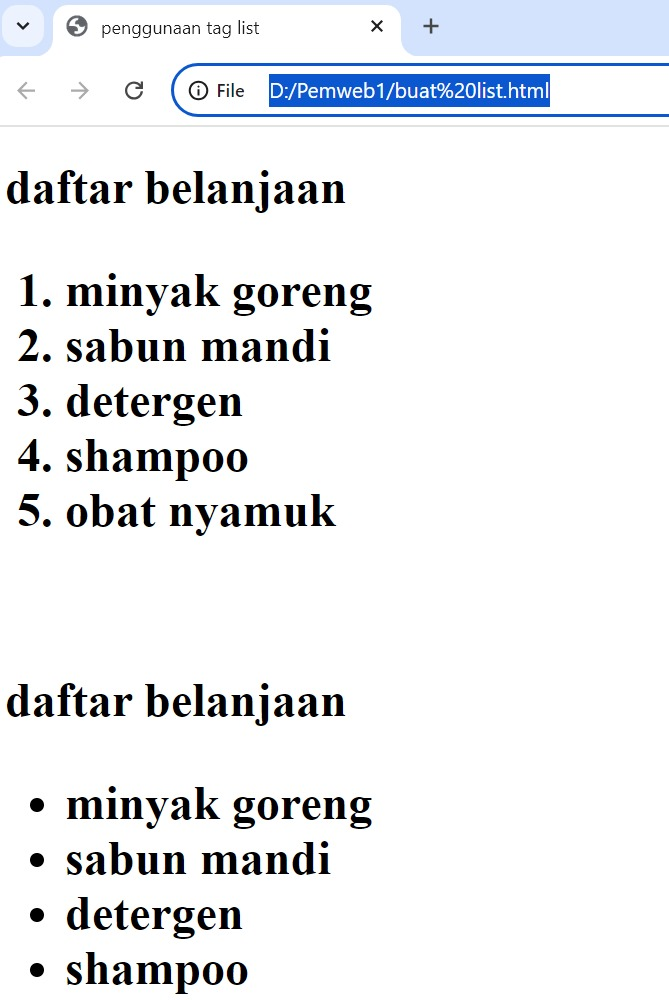 penggunaan tag list
File D:/Pemweb1/buat%20list.html
daftar belanjaan
1. minyak goreng
2. sabun mandi
3. detergen
4. shampoo
5. obat nyamuk
daftar belanjaan
• minyak goreng
• sabun mandi
• detergen
• shampoo